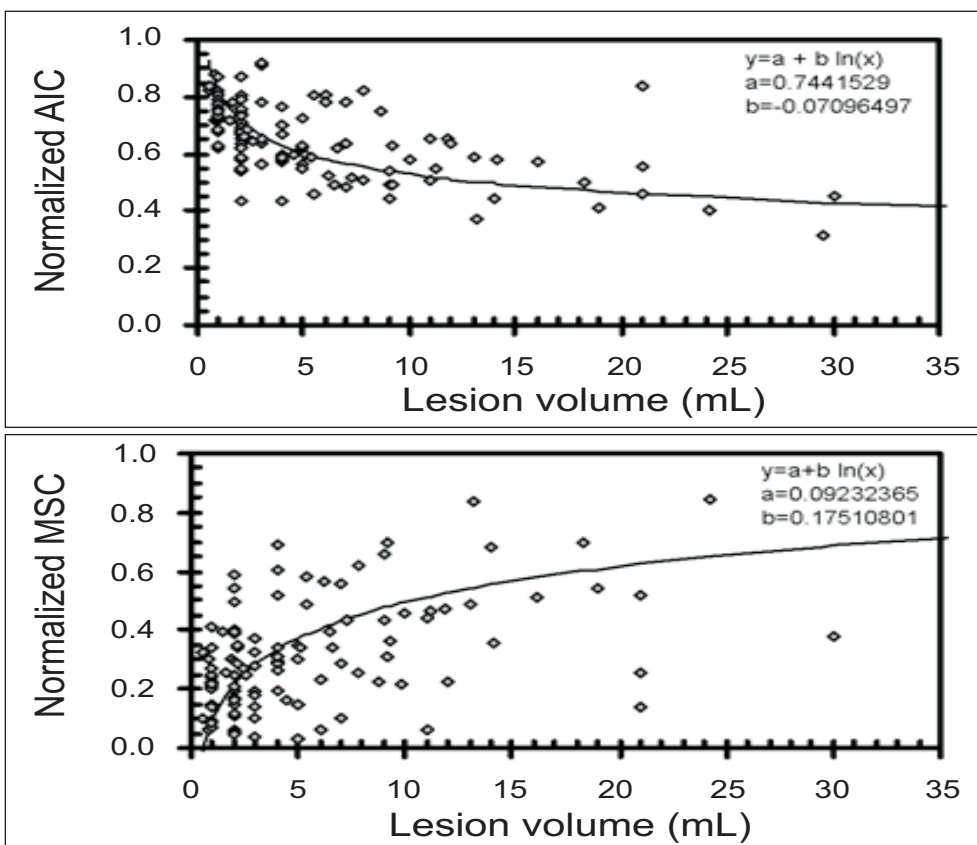 Normalized AIC
1.0
0.8
0.6
0.4
0.2
0.0
y=a + b ln(x)
a=0.7441529
b=-0.07096497
0 5 10 15 20 25 30 35
Lesion volume (mL)
Normalized MSC
1.0
0.8
0.6
0.4
0.2
0.0
y=a+b ln(x)
a=0.09232365
b=0.17510801
0 5 10 15 20 25 30 35
Lesion volume (mL)